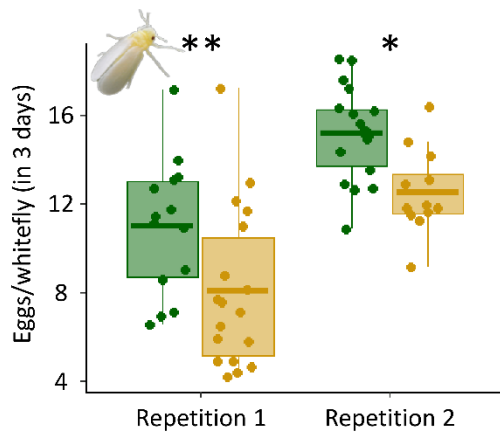 ** *
Eggs/whitefly (in 3 days)
16
12
8
4
Repetition 1 Repetition 2